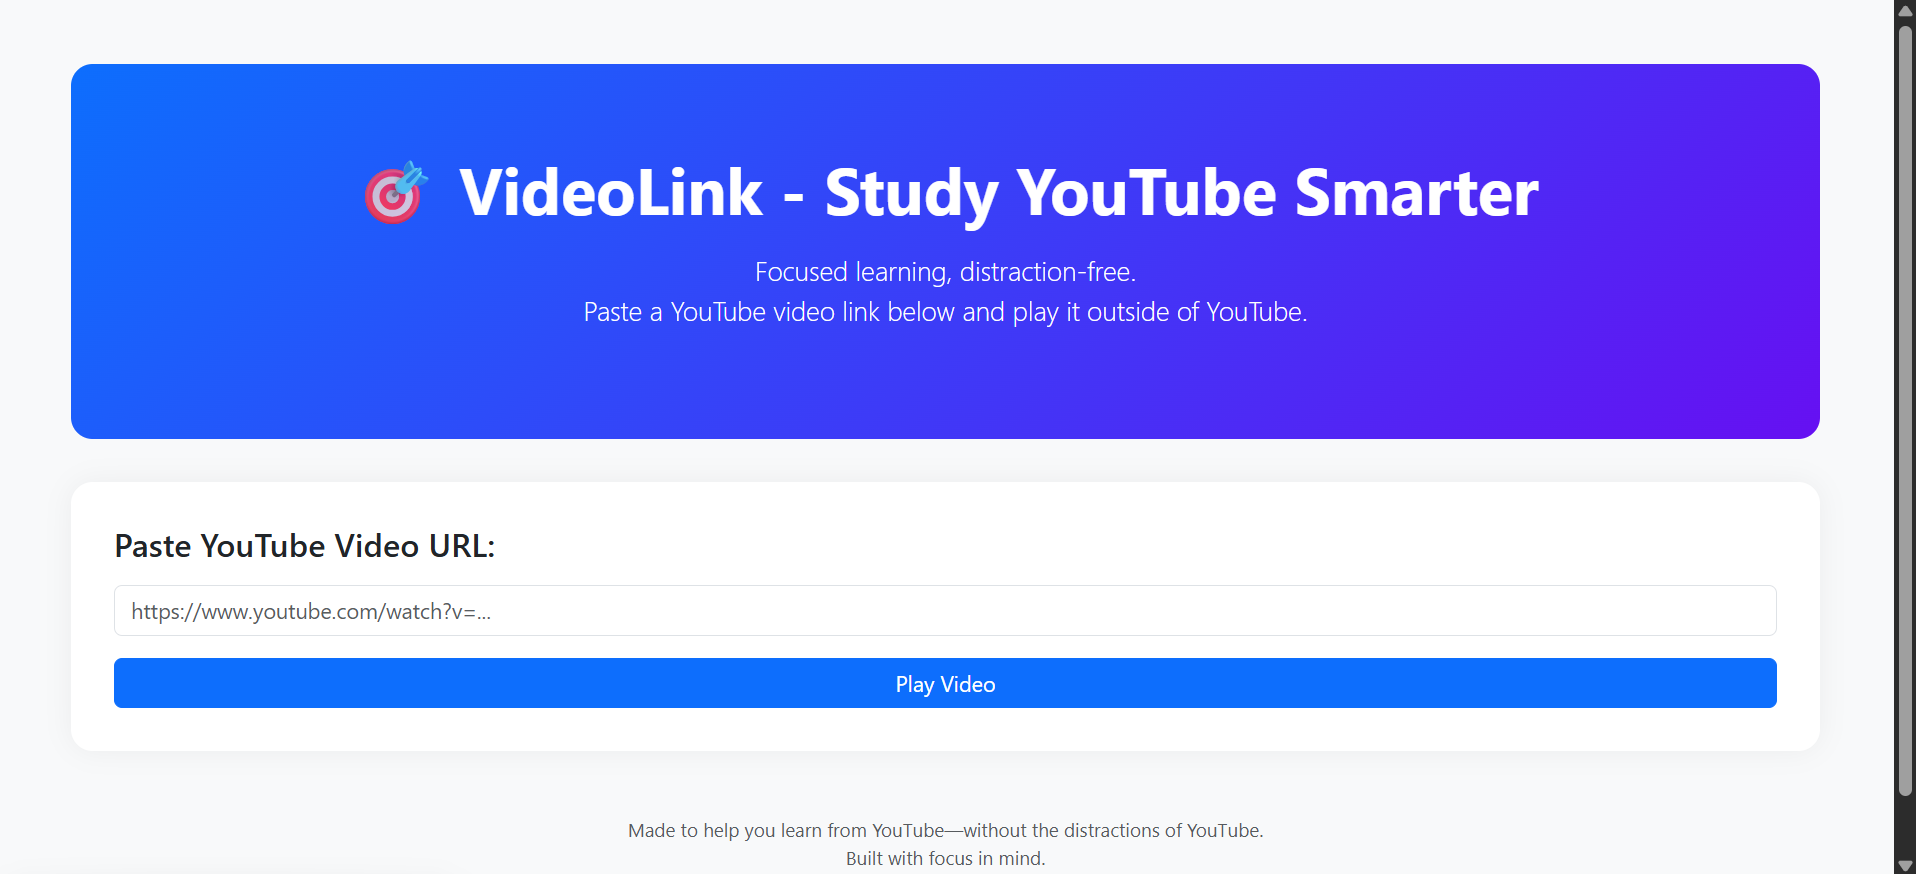 VideoLink - Study YouTube Smarter
Focused learning, distraction-free.
Paste a YouTube video link below and play it outside of YouTube.
Paste YouTube Video URL:
https://www.youtube.com/watch?v=...
Play Video
Made to help you learn from YouTube—without the distractions of YouTube.
Built with focus in mind.